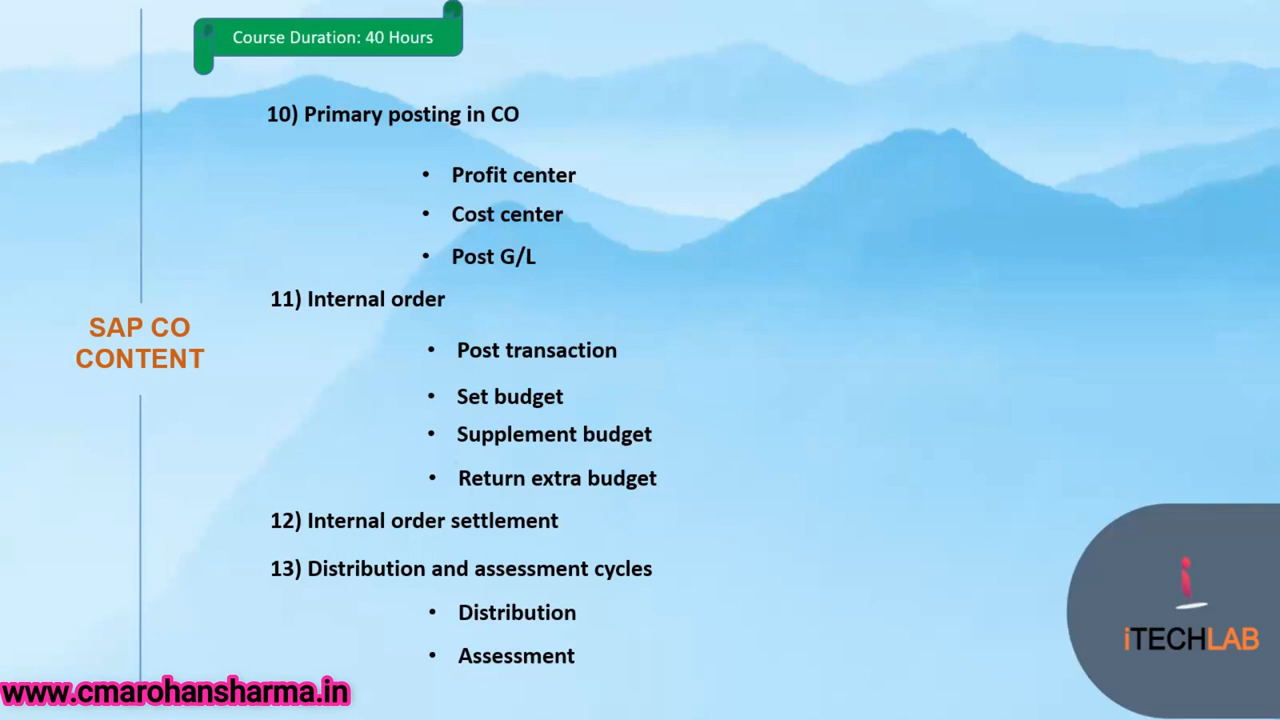 Course Duration: 40 Hours
10) Primary posting in CO
• Profit center
• Cost center
• Post G/L
11) Internal order
SAP CO
CONTENT
• Post transaction
• Set budget
• Supplement budget
• Return extra budget
12) Internal order settlement
13) Distribution and assessment cycles
• Distribution
• Assessment
iTECHLAB
www.cmarohansharma.in